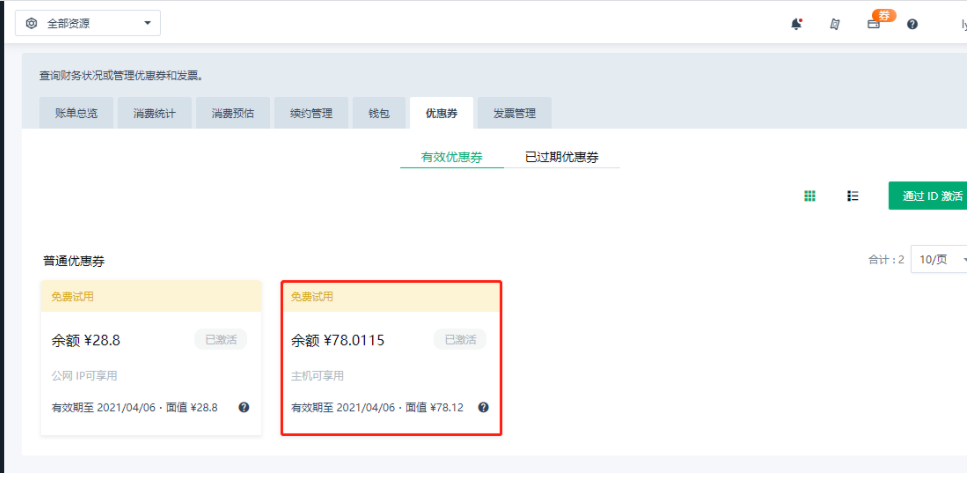 全部资源
券
查询财务状况或管理优惠券和发票。
账单总览 消费统计 消费预估 续约管理 钱包 优惠券 发票管理
有效优惠券 已过期优惠券
通过 ID 激活
普通优惠券
合计：2 10/页
免费试用
余额 ¥28.8 已激活
公网 IP可享用
有效期至 2021/04/06 · 面值 ¥28.8
免费试用
余额 ¥78.0115 已激活
主机可享用
有效期至 2021/04/06 · 面值 ¥78.12